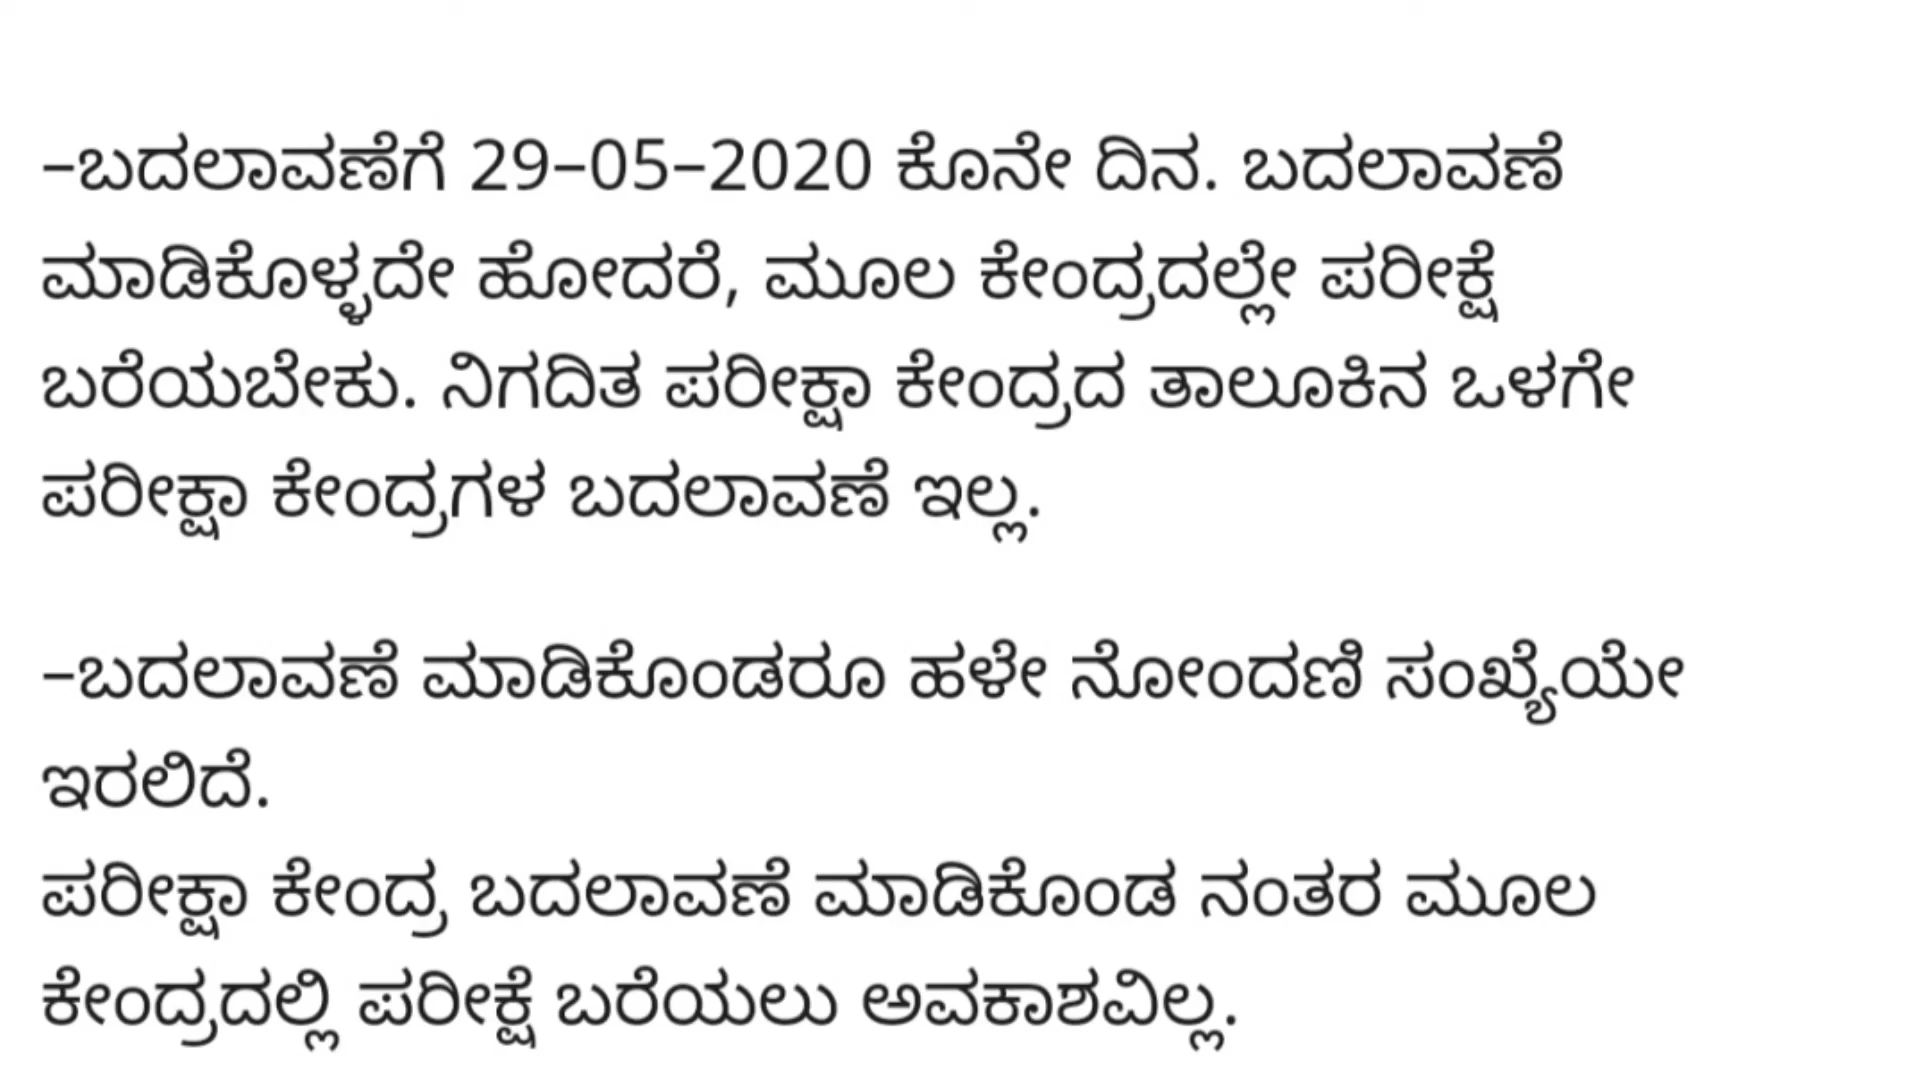 –ಬದಲಾವಣೆಗೆ 29–05–2020 ಕೊನೇ ದಿನ. ಬದಲಾವಣೆ
ಮಾಡಿಕೊಳ್ಳದೇ ಹೋದರೆ, ಮೂಲ ಕೇಂದ್ರದಲ್ಲೇ ಪರೀಕ್ಷೆ
ಬರೆಯಬೇಕು. ನಿಗದಿತ ಪರೀಕ್ಷಾ ಕೇಂದ್ರದ ತಾಲೂಕಿನ ಒಳಗೇ
ಪರೀಕ್ಷಾ ಕೇಂದ್ರಗಳ ಬದಲಾವಣೆ ಇಲ್ಲ.
–ಬದಲಾವಣೆ ಮಾಡಿಕೊಂಡರೂ ಹಳೇ ನೋಂದಣಿ ಸಂಖ್ಯೆಯೇ
ಇರಲಿದೆ.
ಪರೀಕ್ಷಾ ಕೇಂದ್ರ ಬದಲಾವಣೆ ಮಾಡಿಕೊಂಡ ನಂತರ ಮೂಲ
ಕೇಂದ್ರದಲ್ಲಿ ಪರೀಕ್ಷೆ ಬರೆಯಲು ಅವಕಾಶವಿಲ್ಲ.